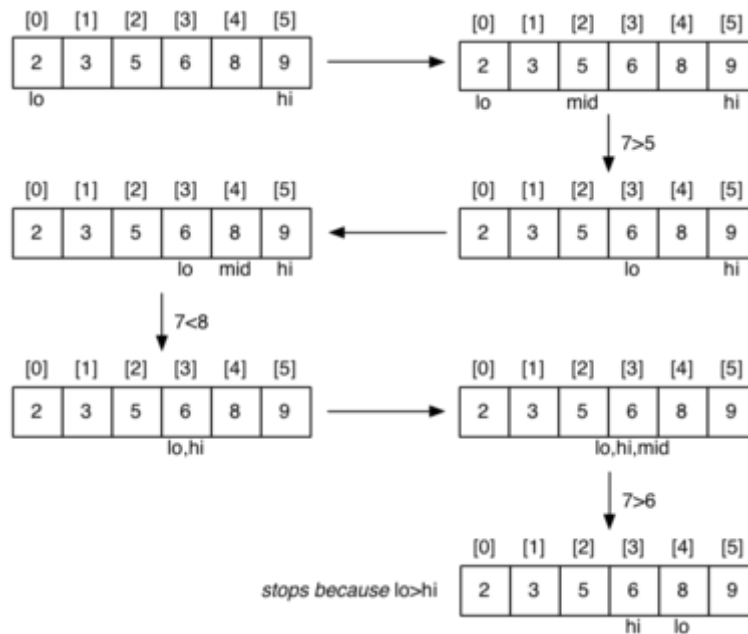 [0] [1] [2] [3] [4] [5]
2 3 5 6 8 9
lo hi
[0] [1] [2] [3] [4] [5]
2 3 5 6 8 9
lo mid hi
7>5
[0] [1] [2] [3] [4] [5]
2 3 5 6 8 9
lo hi
[0] [1] [2] [3] [4] [5]
2 3 5 6 8 9
lo mid hi
7<8
[0] [1] [2] [3] [4] [5]
2 3 5 6 8 9
lo,hi
[0] [1] [2] [3] [4] [5]
2 3 5 6 8 9
lo,hi,mid
7>6
[0] [1] [2] [3] [4] [5]
stops because lo>hi 2 3 5 6 8 9
hi lo